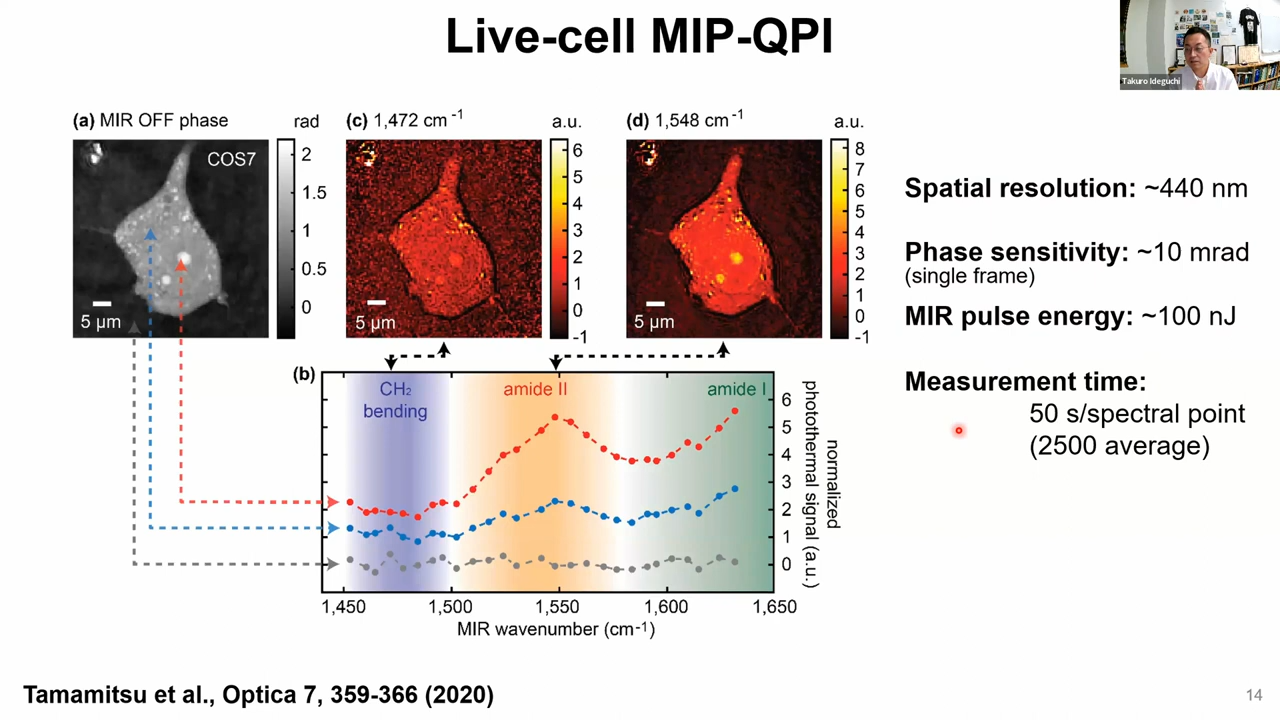 Live-cell MIP-QPI
Takuro Ideguchi
(a) MIR OFF phase
rad
COS7
2
1.5
1
0.5
0
5 μm
(c) 1,472 cm⁻¹
a.u.
6
5
4
3
2
1
0
-1
5 μm
(d) 1,548 cm⁻¹
a.u.
8
7
6
5
4
3
2
1
0
-1
5 μm
(b)
CH₂
bending
amide II
amide I
6
5
4
3
2
1
0
normalized
photothermal signal (a.u.)
1,450
1,500
1,550
1,600
1,650
MIR wavenumber (cm⁻¹)
Spatial resolution: ~440 nm
Phase sensitivity: ~10 mrad
(single frame)
MIR pulse energy: ~100 nJ
Measurement time:
50 s/spectral point
(2500 average)
Tamamitsu et al., Optica 7, 359-366 (2020)
14